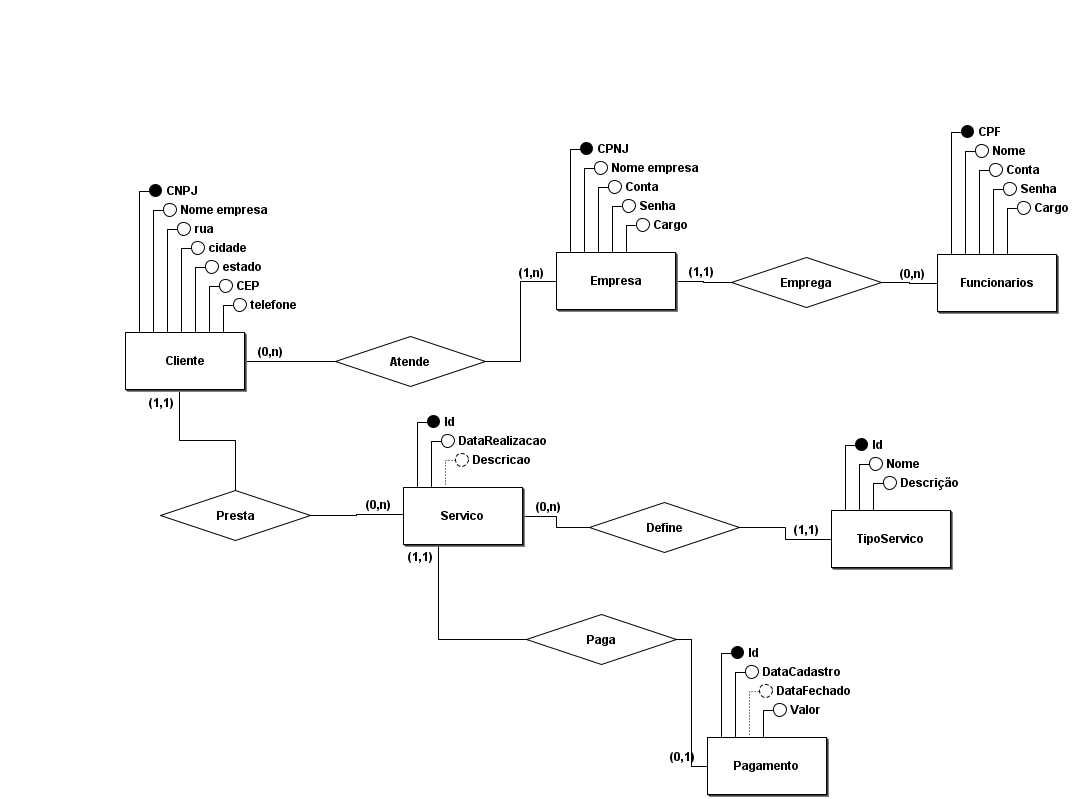 CPF
Nome
Conta
Senha
Cargo
(0,n)
Funcionarios
CPNJ
Nome empresa
Conta
Senha
Cargo
(1,n)
Empresa
(1,1)
Emprega
CNPJ
Nome empresa
rua
cidade
estado
CEP
telefone
Cliente
(0,n)
Atende
(1,1)
Presta
(0,n)
Id
DataRealizacao
Descricao
Servico
(0,n)
Define
(1,1)
Id
Nome
Descrição
TipoServico
(1,1)
Paga
Id
DataCadastro
DataFechado
Valor
(0,1)
Pagamento